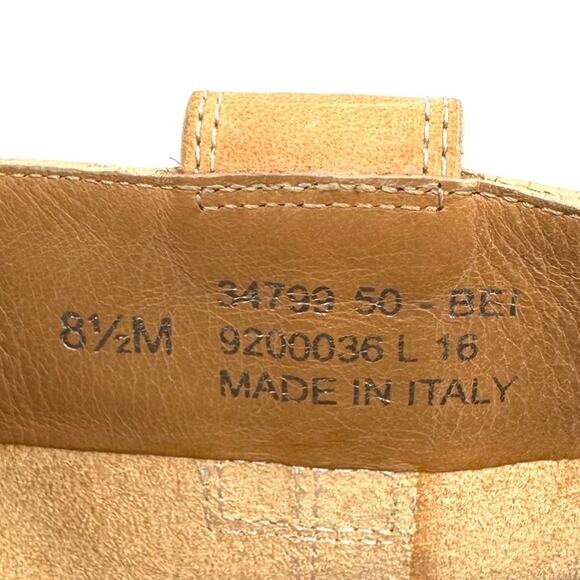 8½M
34799 50 - BEI
9200036 L 16
MADE IN ITALY